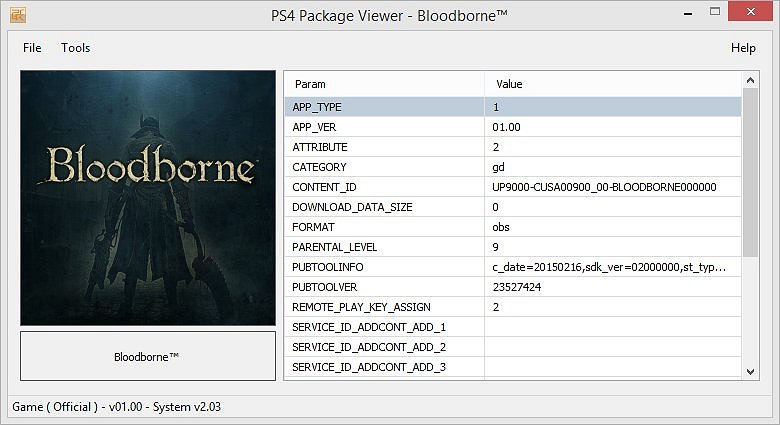 PS4 Package Viewer - Bloodborne™
File Tools Help
Bloodborne
Bloodborne™
Param Value
APP_TYPE 1
APP_VER 01.00
ATTRIBUTE 2
CATEGORY gd
CONTENT_ID UP9000-CUSA00900_00-BLOODBORNE000000
DOWNLOAD_DATA_SIZE 0
FORMAT obs
PARENTAL_LEVEL 9
PUBTOOLINFO c_date=20150216,sdk_ver=02000000,st_typ...
PUBTOOLVER 23527424
REMOTE_PLAY_KEY_ASSIGN 2
SERVICE_ID_ADDCONT_ADD_1
SERVICE_ID_ADDCONT_ADD_2
SERVICE_ID_ADDCONT_ADD_3
Game ( Official ) - v01.00 - System v2.03